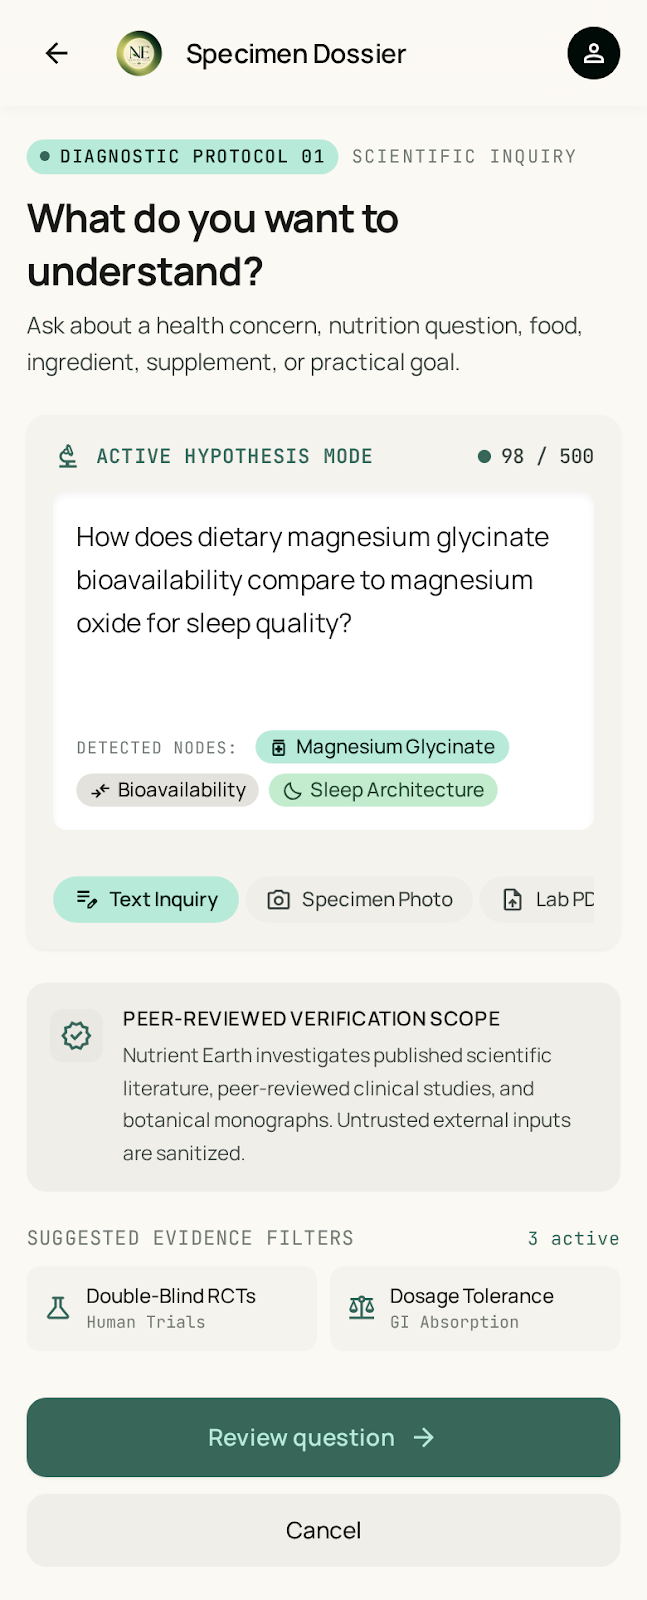 NE
Specimen Dossier
DIAGNOSTIC PROTOCOL 01
SCIENTIFIC INQUIRY
What do you want to
understand?
Ask about a health concern, nutrition question, food,
ingredient, supplement, or practical goal.
ACTIVE HYPOTHESIS MODE
98 / 500
How does dietary magnesium glycinate
bioavailability compare to magnesium
oxide for sleep quality?
DETECTED NODES:
Magnesium Glycinate
Bioavailability
Sleep Architecture
Text Inquiry
Specimen Photo
Lab PD
PEER-REVIEWED VERIFICATION SCOPE
Nutrient Earth investigates published scientific
literature, peer-reviewed clinical studies, and
botanical monographs. Untrusted external inputs
are sanitized.
SUGGESTED EVIDENCE FILTERS
3 active
Double-Blind RCTs
Human Trials
Dosage Tolerance
GI Absorption
Review question
Cancel